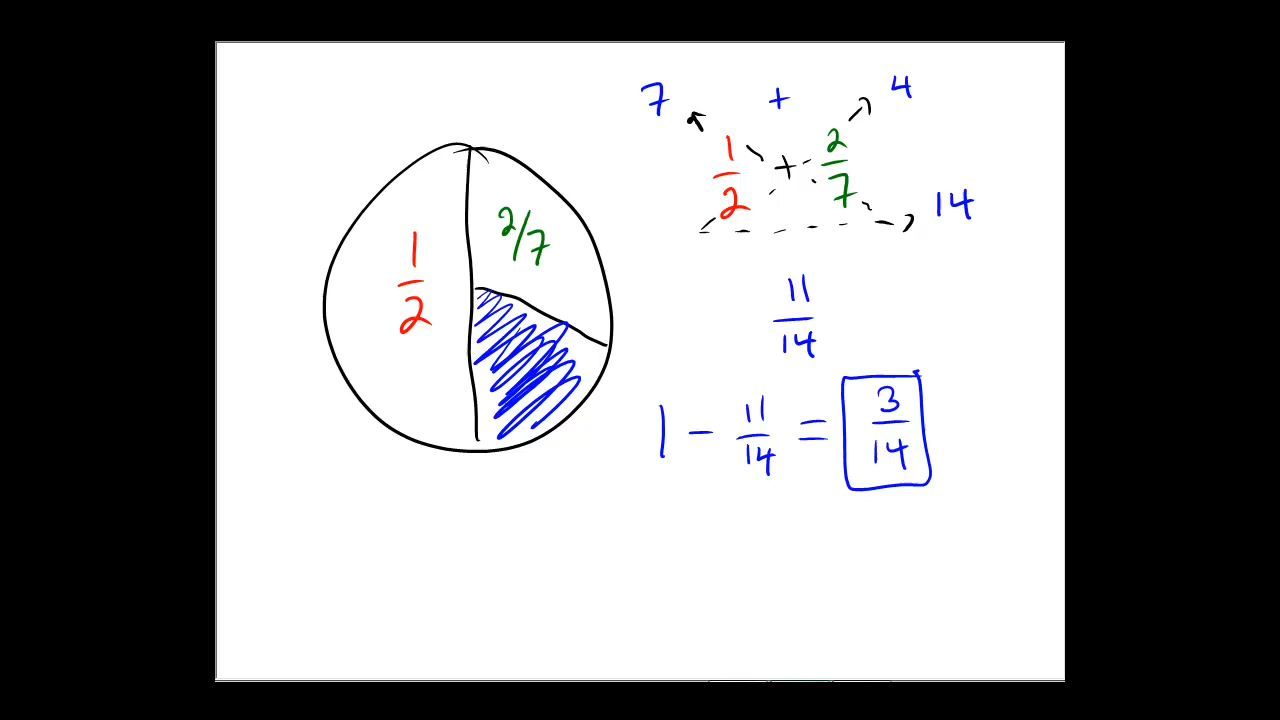 1/2
2/7
7 + 4
1/2 + 2/7
14
11/14
1 - 11/14 = 3/14